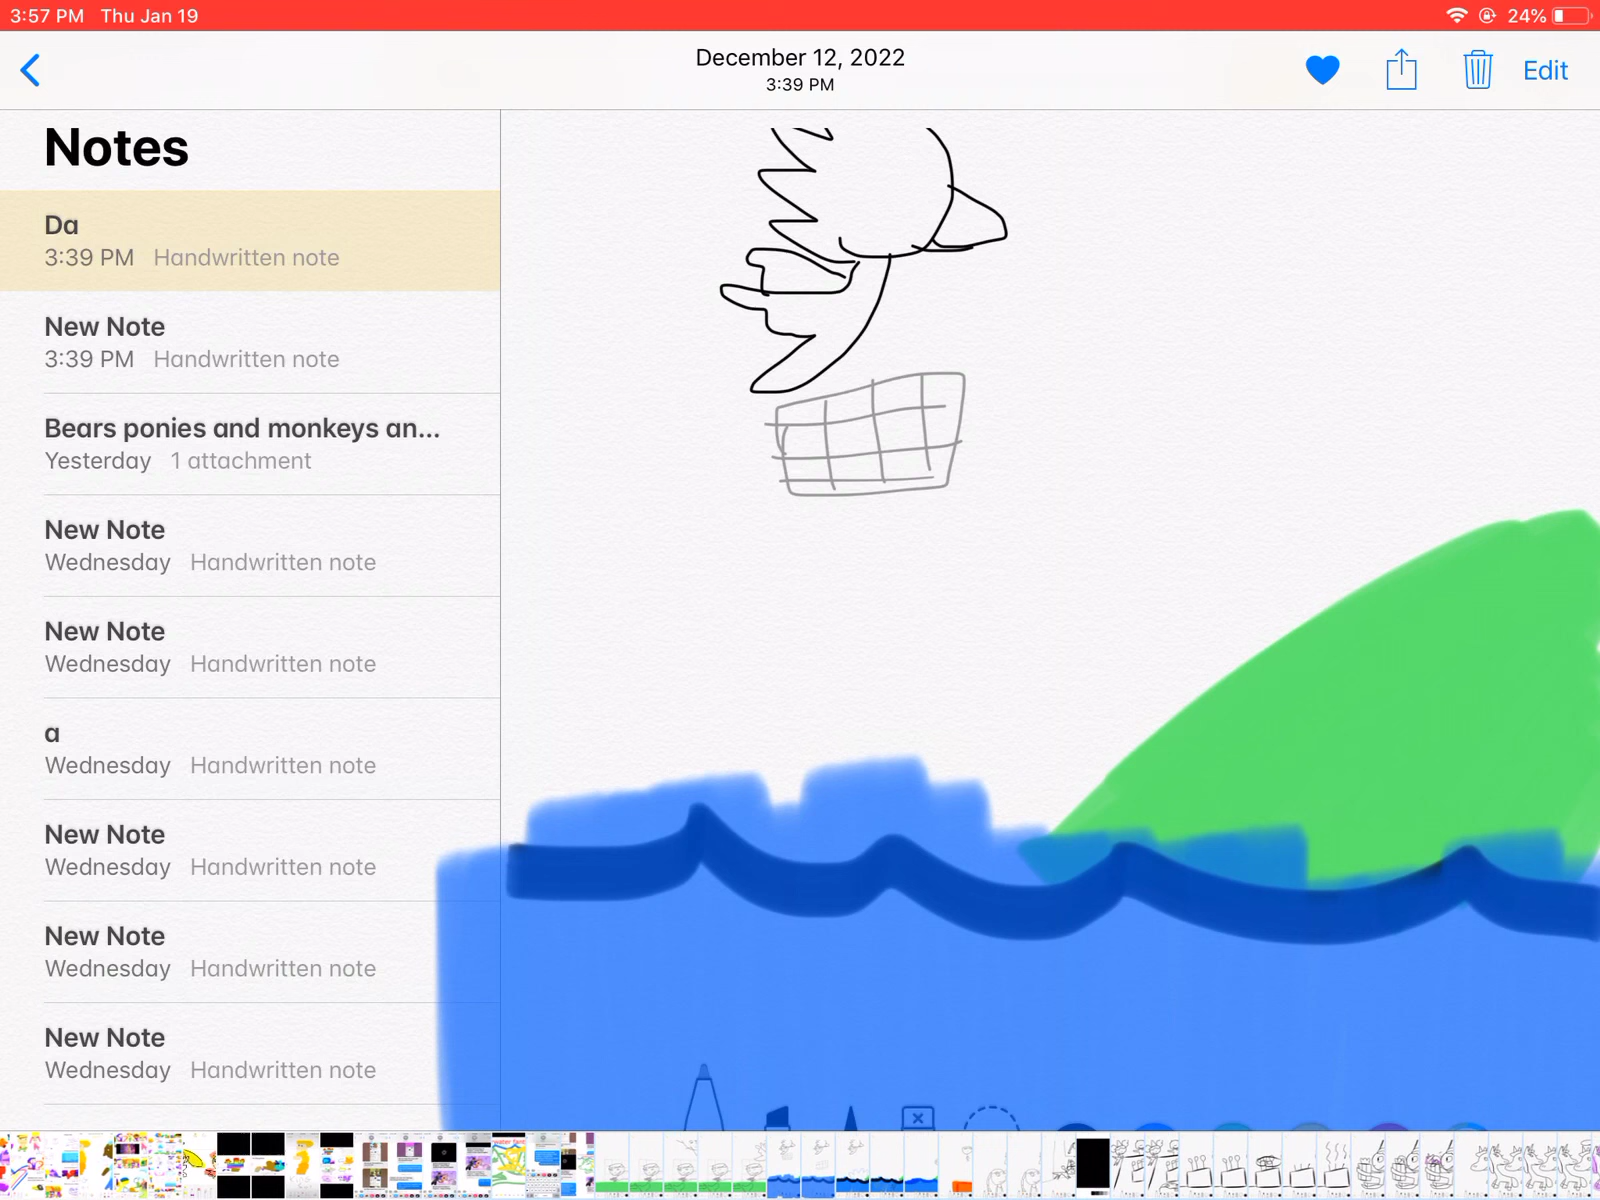 3:57 PM Thu Jan 19
24%
December 12, 2022
3:39 PM
Edit
Notes
Da
3:39 PM Handwritten note
New Note
3:39 PM Handwritten note
Bears ponies and monkeys an...
Yesterday 1 attachment
New Note
Wednesday Handwritten note
New Note
Wednesday Handwritten note
a
Wednesday Handwritten note
New Note
Wednesday Handwritten note
New Note
Wednesday Handwritten note
New Note
Wednesday Handwritten note